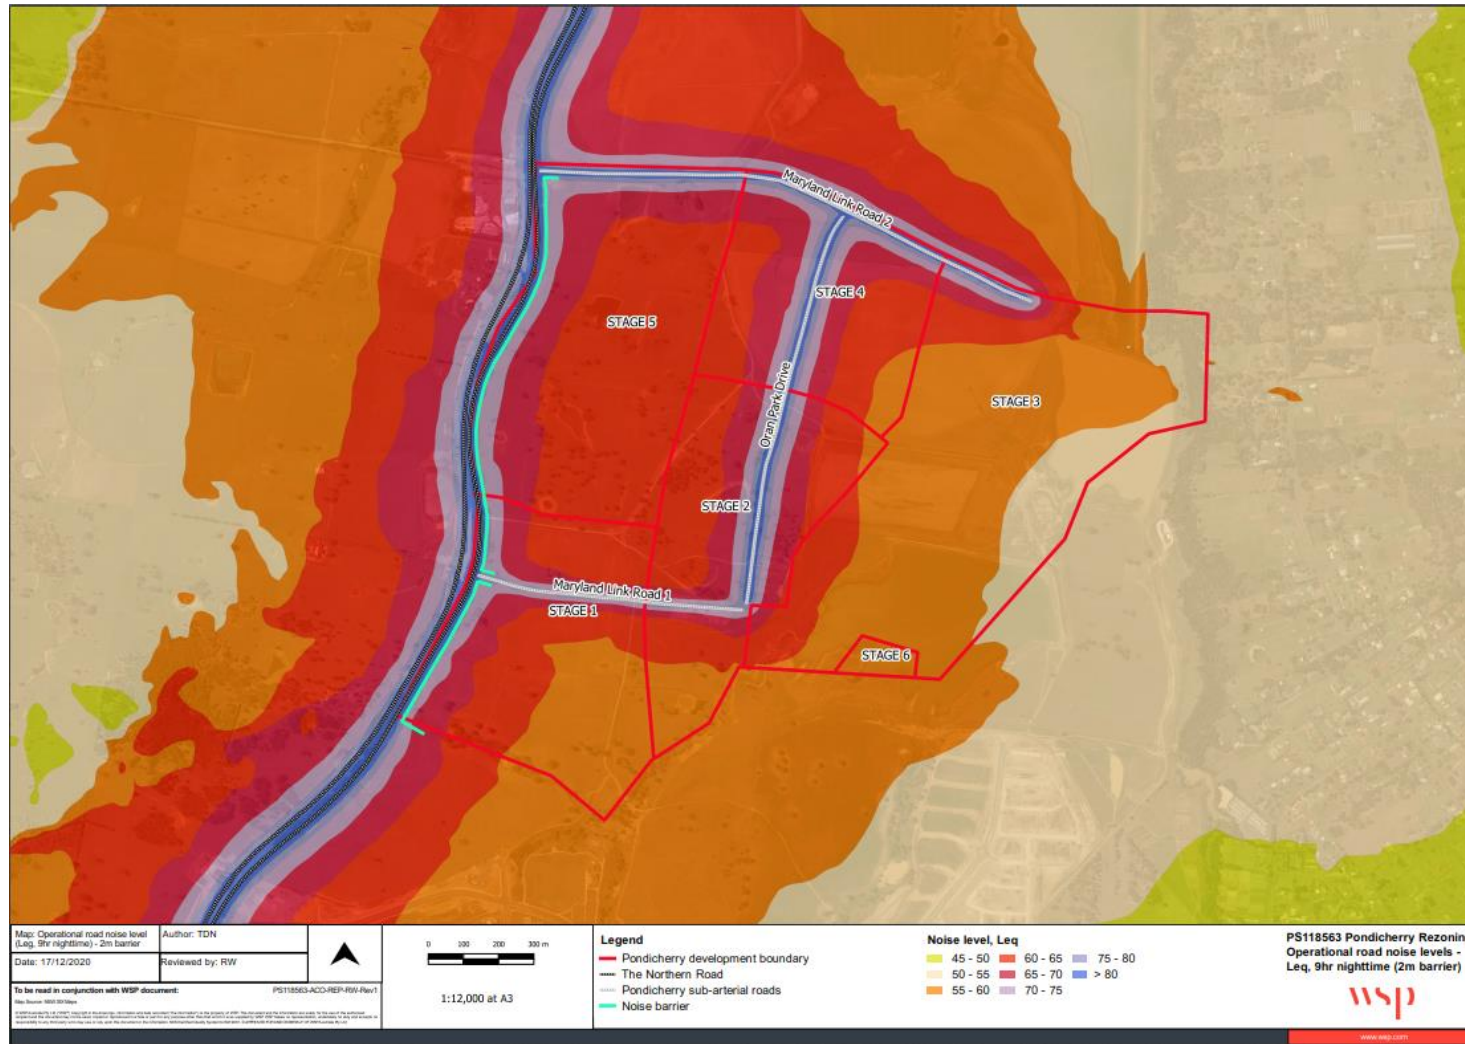 Maryland Link Road 2
STAGE 4
STAGE 5
Oran Park Drive
STAGE 3
STAGE 2
Maryland Link Road 1
STAGE 1
STAGE 6
Map: Operational road noise level
(Leq, 9hr nighttime) - 2m barrier
Author: TDN
Date: 17/12/2020
Reviewed by: RW
To be read in conjunction with WSP document:
PS118563-ACO-REP-RW-Rev1
0 100 200 300 m
1:12,000 at A3
Legend
Pondicherry development boundary
The Northern Road
Pondicherry sub-arterial roads
Noise barrier
Noise level, Leq
45 - 50 60 - 65 75 - 80
50 - 55 65 - 70 > 80
55 - 60 70 - 75
PS118563 Pondicherry Rezonin
Operational road noise levels -
Leq, 9hr nighttime (2m barrier)
wsp
www.wsp.com